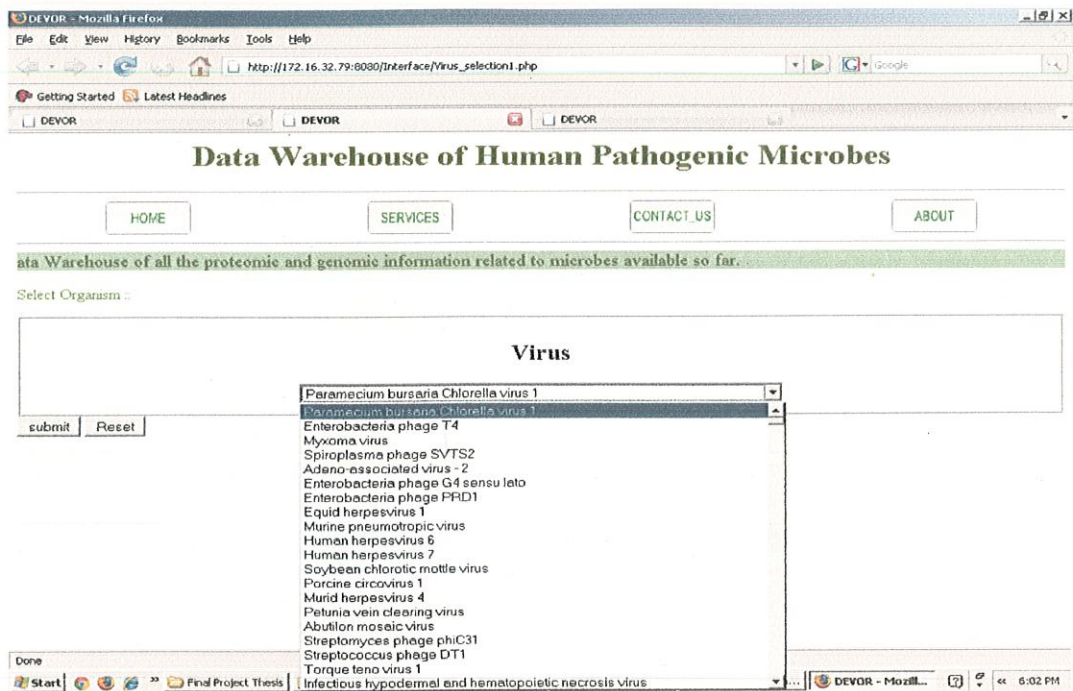 DEVOR - Mozilla Firefox
File Edit View History Bookmarks Tools Help
http://172.16.32.79:8080/Interface/Virus_selection1.php
Google
Getting Started Latest Headlines
DEVOR DEVOR DEVOR
Data Warehouse of Human Pathogenic Microbes
HOME SERVICES CONTACT_US ABOUT
ata Warehouse of all the proteomic and genomic information related to microbes available so far.
Select Organism ::
Virus
Paramecium bursaria Chlorella virus 1
Paramecium bursaria Chlorella virus 1
Enterobacteria phage T4
Myxoma virus
Spiroplasma phage SVTS2
Adeno-associated virus - 2
Enterobacteria phage G4 sensu lato
Enterobacteria phage PRD1
Equid herpesvirus 1
Murine pneumotropic virus
Human herpesvirus 6
Human herpesvirus 7
Soybean chlorotic mottle virus
Porcine circovirus 1
Murid herpesvirus 4
Petunia vein clearing virus
Abutilon mosaic virus
Streptomyces phage phiC31
Streptococcus phage DT1
Torque teno virus 1
Infectious hypodermal and hematopoietic necrosis virus
submit Reset
Done
Start » Final Project Thesis ... DEVOR - Mozill... « 6:02 PM